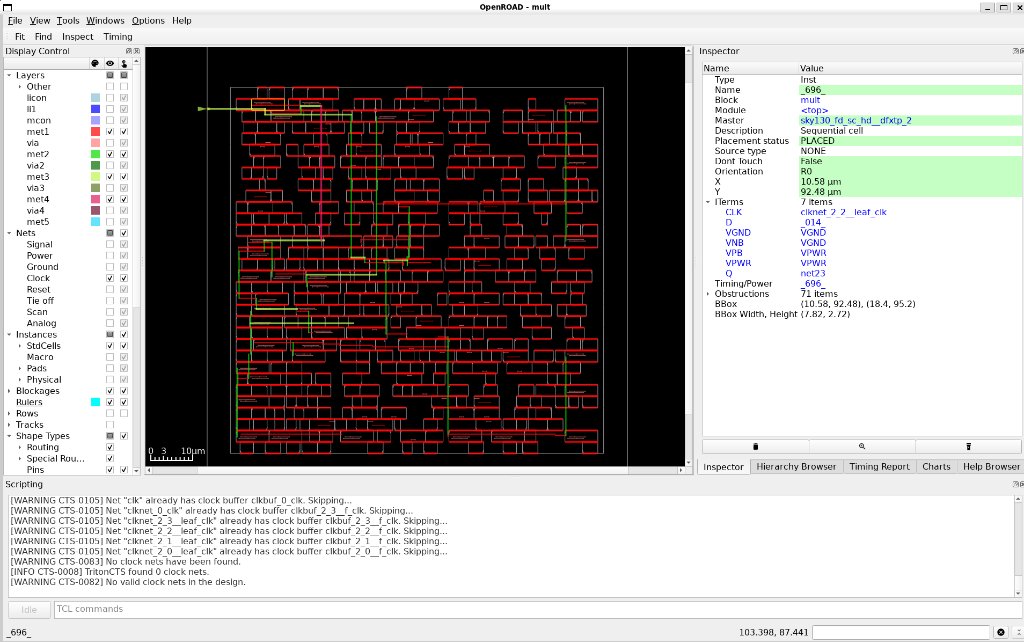 OpenROAD - mult
File View Tools Windows Options Help
Fit Find Inspect Timing
Display Control
Layers
Other
licon
li1
mcon
met1
via
met2
via2
met3
via3
met4
via4
met5
Nets
Signal
Power
Ground
Clock
Reset
Tie off
Scan
Analog
Instances
StdCells
Macro
Pads
Physical
Blockages
Rulers
Rows
Tracks
Shape Types
Routing
Special Rou...
Pins
0 3 10µm
Inspector
Name Value
Type Inst
Name _696_
Block mult
Module <top>
Master sky130_fd_sc_hd__dfxtp_2
Description Sequential cell
Placement status PLACED
Source type NONE
Dont Touch False
Orientation R0
X 10.58 µm
Y 92.48 µm
ITerms 7 items
CLK clknet_2_2__leaf_clk
D _014_
VGND VGND
VNB VGND
VPB VPWR
VPWR VPWR
Q net23
Timing/Power _696_
Obstructions 71 items
BBox (10.58, 92.48), (18.4, 95.2)
BBox Width, Height (7.82, 2.72)
Inspector Hierarchy Browser Timing Report Charts Help Browser
Scripting
[WARNING CTS-0105] Net "clk" already has clock buffer clkbuf_0_clk. Skipping...
[WARNING CTS-0105] Net "clknet_0_clk" already has clock buffer clkbuf_2_3__f_clk. Skipping...
[WARNING CTS-0105] Net "clknet_2_3__leaf_clk" already has clock buffer clkbuf_2_3__f_clk. Skipping...
[WARNING CTS-0105] Net "clknet_2_2__leaf_clk" already has clock buffer clkbuf_2_2__f_clk. Skipping...
[WARNING CTS-0105] Net "clknet_2_1__leaf_clk" already has clock buffer clkbuf_2_1__f_clk. Skipping...
[WARNING CTS-0105] Net "clknet_2_0__leaf_clk" already has clock buffer clkbuf_2_0__f_clk. Skipping...
[WARNING CTS-0083] No clock nets have been found.
[INFO CTS-0008] TritonCTS found 0 clock nets.
[WARNING CTS-0082] No valid clock nets in the design.
Idle TCL commands
_696_ 103.398, 87.441